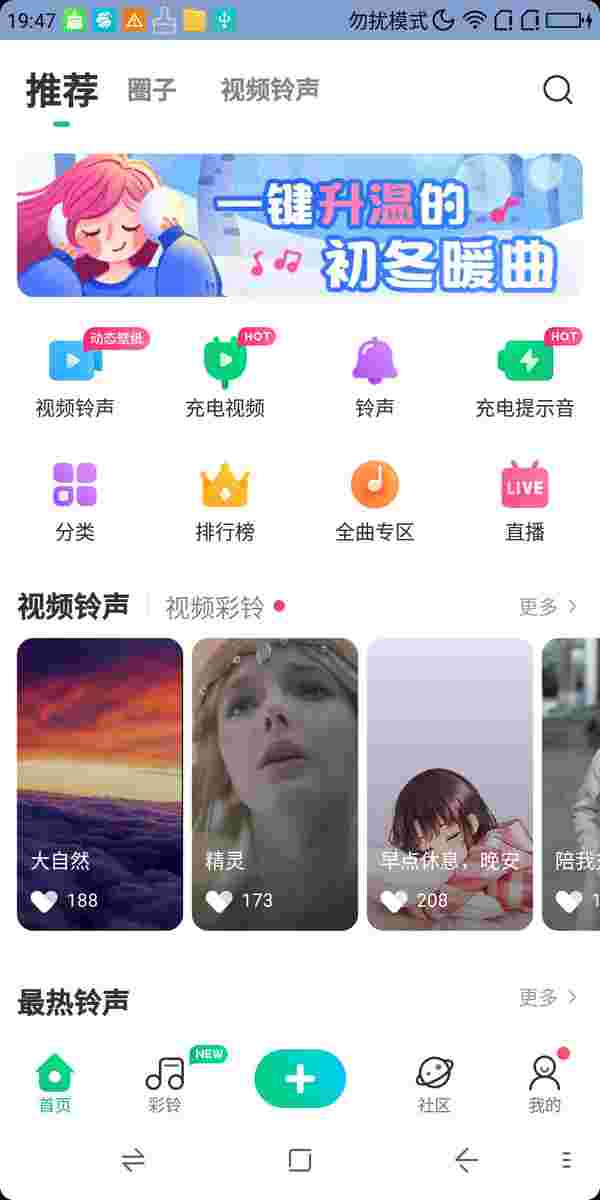 19:47
勿扰模式
推荐 圈子 视频铃声
一键升温的
初冬暖曲
动态壁纸
HOT
HOT
视频铃声 充电视频 铃声 充电提示音
LIVE
分类 排行榜 全曲专区 直播
视频铃声 视频彩铃 更多
大自然
188
精灵
173
早点休息，晚安
208
陪我
1
最热铃声 更多
NEW
首页 彩铃 社区 我的